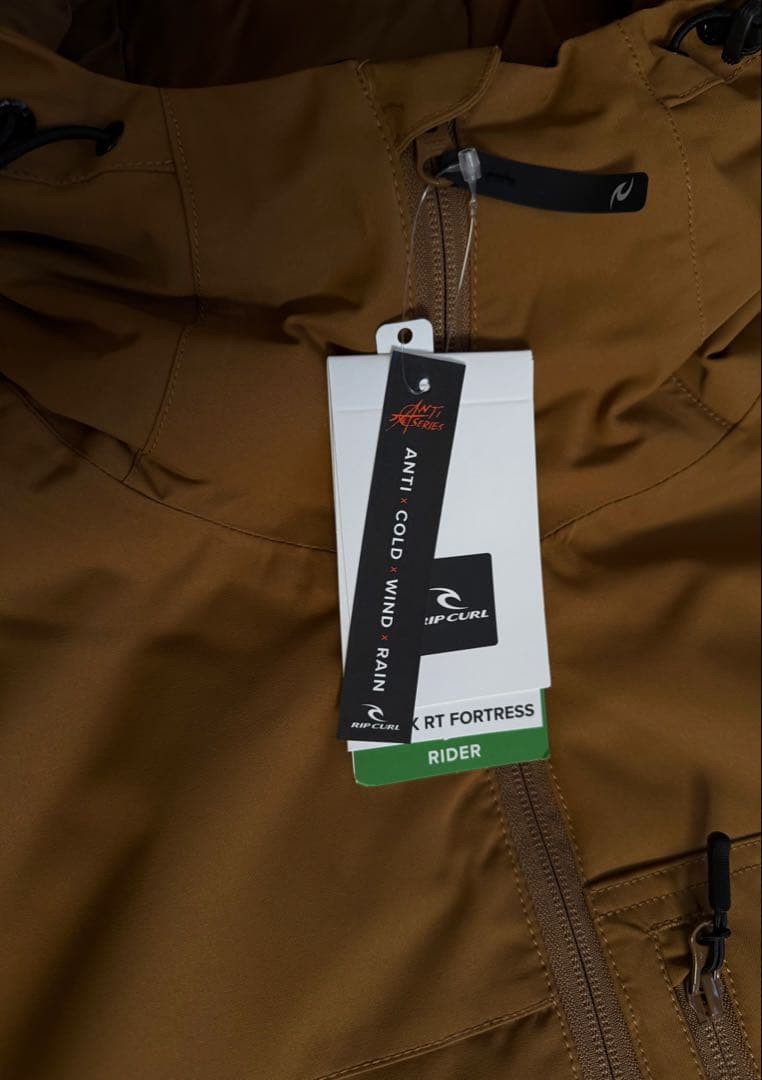 ANTI
SERIES
ANTI x COLD x WIND x RAIN
RIP CURL
RIP CURL
RT FORTRESS
RIDER